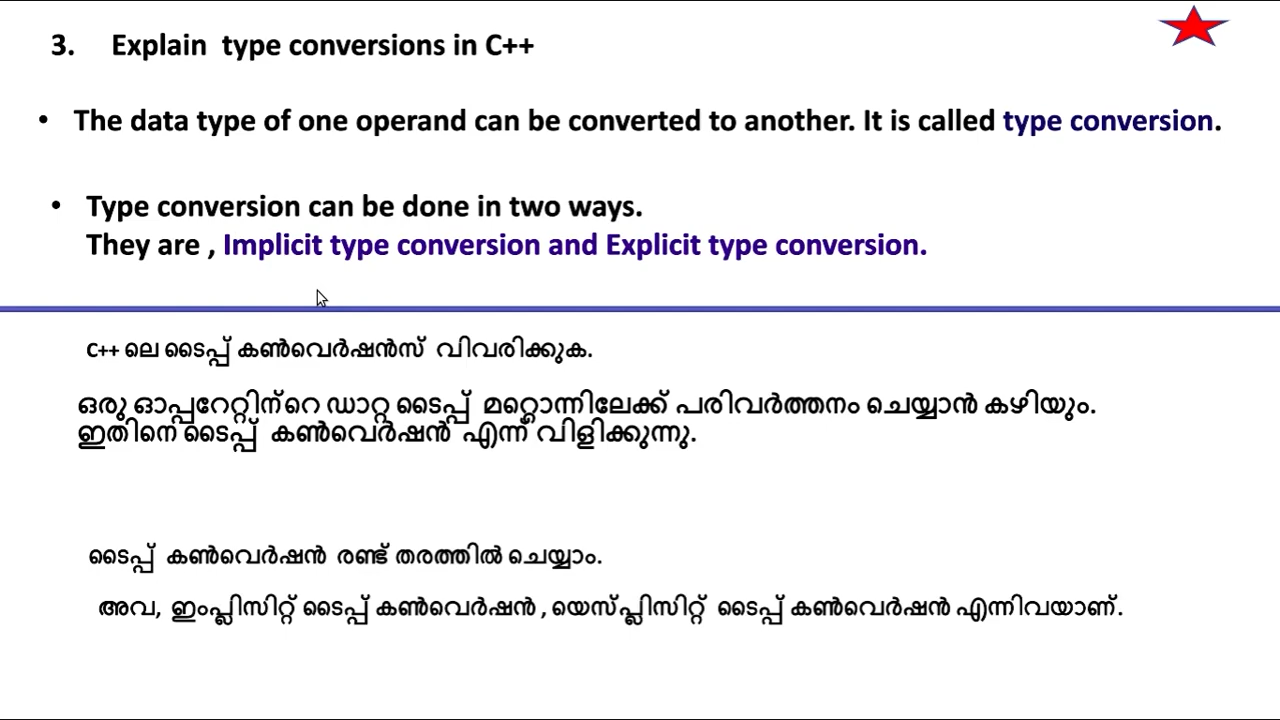 3. Explain type conversions in C++
• The data type of one operand can be converted to another. It is called type conversion.
• Type conversion can be done in two ways.
They are , Implicit type conversion and Explicit type conversion.
C++ ലെ ടൈപ്പ് കൺവെർഷൻസ് വിവരിക്കുക.
ഒരു ഓപ്പറേറ്റിന്റെ ഡാറ്റ ടൈപ്പ് മറ്റൊന്നിലേക്ക് പരിവർത്തനം ചെയ്യാൻ കഴിയും.
ഇതിനെ ടൈപ്പ് കൺവെർഷൻ എന്ന് വിളിക്കുന്നു.
ടൈപ്പ് കൺവെർഷൻ രണ്ട് തരത്തിൽ ചെയ്യാം.
അവ, ഇംപ്ലിസിറ്റ് ടൈപ്പ് കൺവെർഷൻ , യെസ്പ്ലിസിറ്റ് ടൈപ്പ് കൺവെർഷൻ എന്നിവയാണ്.